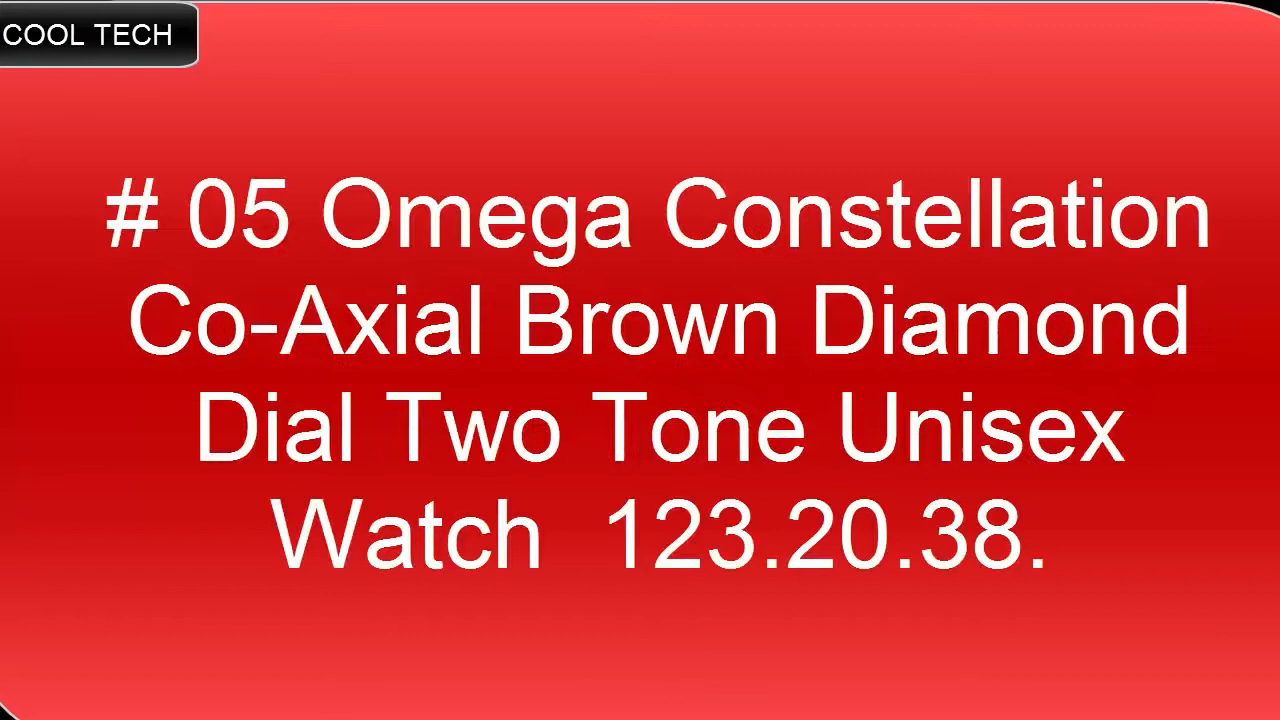 COOL TECH
# 05 Omega Constellation
Co-Axial Brown Diamond
Dial Two Tone Unisex
Watch  123.20.38.